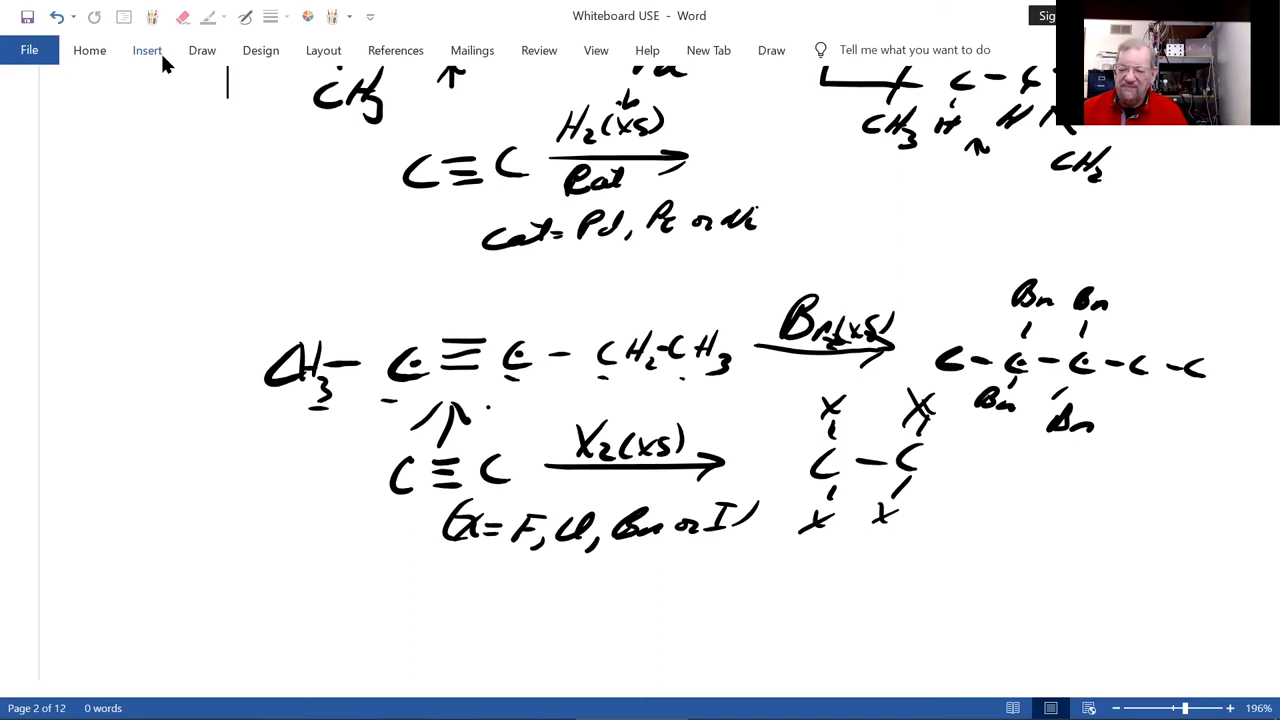 Whiteboard USE - Word
Sig
File Home Insert Draw Design Layout References Mailings Review View Help New Tab Draw Tell me what you want to do
CH3
H2(xs)
CH3 H H
CH2
C≡C
Cat
Cat = Pd, Pt or Ni
Br Br
CH3-C≡C-CH2-CH3 Br2(xs) C-C-C-C-C
Br Br
X X
C≡C X2(xs) C-C
X X
(X=F, Cl, Br or I)
Page 2 of 12 0 words 196%